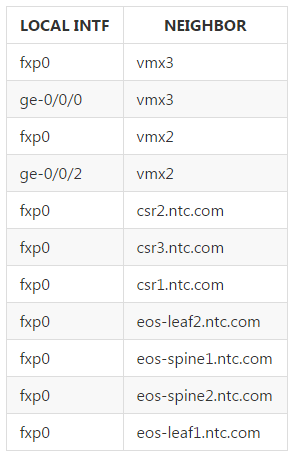 LOCAL INTF NEIGHBOR
fxp0 vmx3
ge-0/0/0 vmx3
fxp0 vmx2
ge-0/0/2 vmx2
fxp0 csr2.ntc.com
fxp0 csr3.ntc.com
fxp0 csr1.ntc.com
fxp0 eos-leaf2.ntc.com
fxp0 eos-spine1.ntc.com
fxp0 eos-spine2.ntc.com
fxp0 eos-leaf1.ntc.com